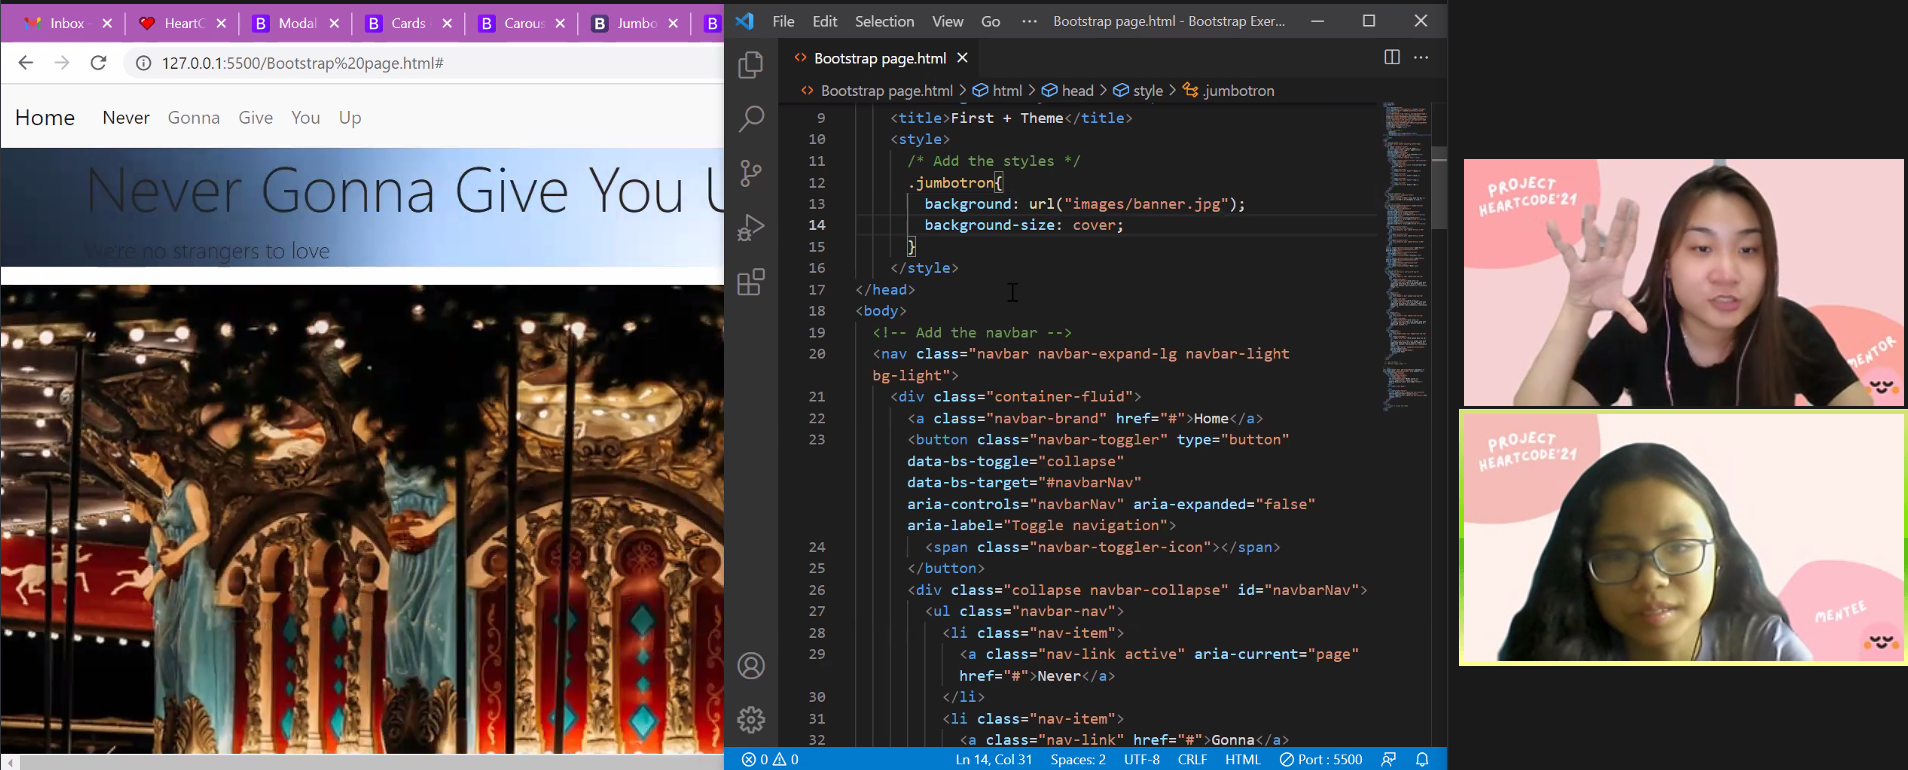 Inbox
HeartC
Modal
Cards
Carous
Jumbo
127.0.0.1:5500/Bootstrap%20page.html#
Home Never Gonna Give You Up
Never Gonna Give You U
We're no strangers to love
File Edit Selection View Go ··· Bootstrap page.html - Bootstrap Exer...
Bootstrap page.html
Bootstrap page.html > html > head > style > .jumbotron
9 <title>First + Theme</title>
10 <style>
11 /* Add the styles */
12 .jumbotron{
13 background: url("images/banner.jpg");
14 background-size: cover;
15 }
16 </style>
17 </head>
18 <body>
19 <!-- Add the navbar -->
20 <nav class="navbar navbar-expand-lg navbar-light
bg-light">
21 <div class="container-fluid">
22 <a class="navbar-brand" href="#">Home</a>
23 <button class="navbar-toggler" type="button"
data-bs-toggle="collapse"
data-bs-target="#navbarNav"
aria-controls="navbarNav" aria-expanded="false"
aria-label="Toggle navigation">
24 <span class="navbar-toggler-icon"></span>
25 </button>
26 <div class="collapse navbar-collapse" id="navbarNav">
27 <ul class="navbar-nav">
28 <li class="nav-item">
29 <a class="nav-link active" aria-current="page"
href="#">Never</a>
30 </li>
31 <li class="nav-item">
32 <a class="nav-link" href="#">Gonna</a>
0 0 Ln 14, Col 31 Spaces: 2 UTF-8 CRLF HTML Port : 5500
PROJECT
HEARTCODE'21
MENTOR
PROJECT
HEARTCODE'21
MENTEE